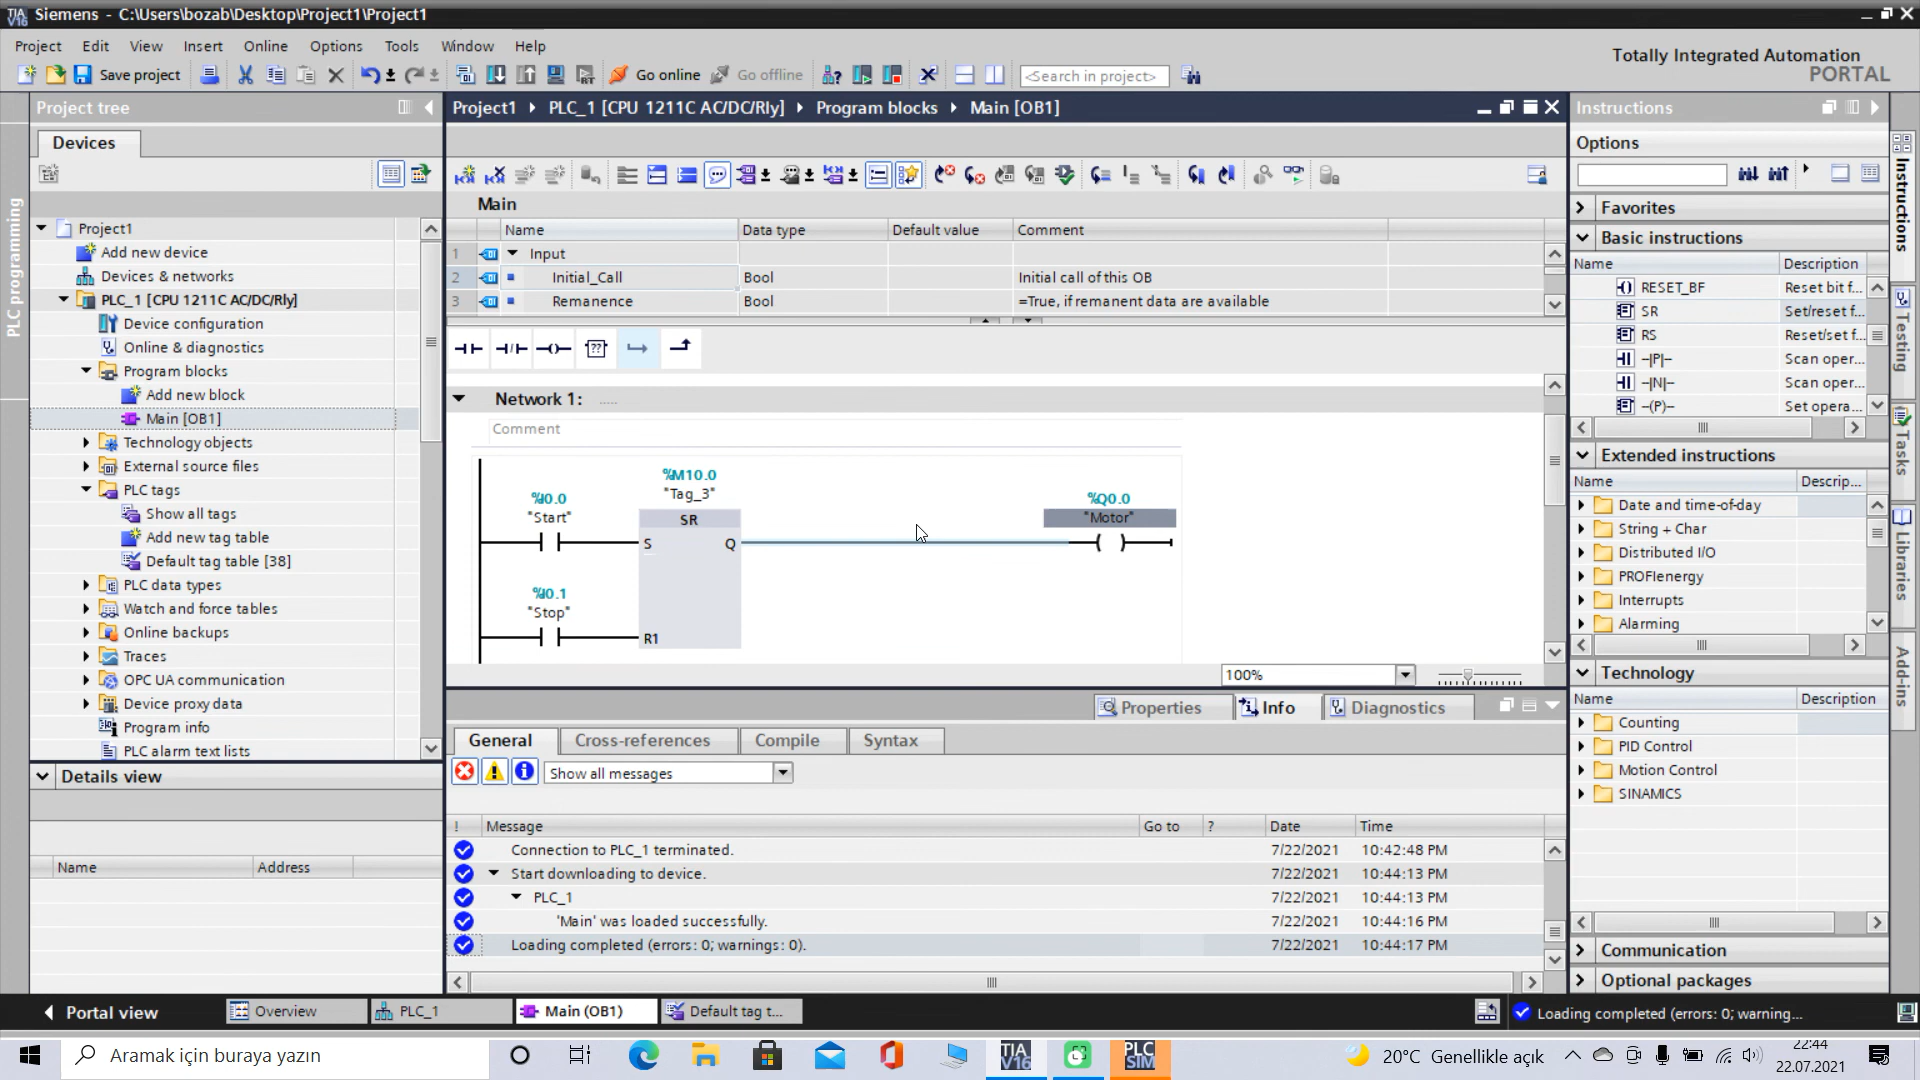 Siemens - C:\Users\bozab\Desktop\Project1\Project1
Project Edit View Insert Online Options Tools Window Help
Totally Integrated Automation
PORTAL
Save project
Go online
Go offline
<Search in project>
Project tree
Devices
PLC programming
Project1
Add new device
Devices & networks
PLC_1 [CPU 1211C AC/DC/Rly]
Device configuration
Online & diagnostics
Program blocks
Add new block
Main [OB1]
Technology objects
External source files
PLC tags
Show all tags
Add new tag table
Default tag table [38]
PLC data types
Watch and force tables
Online backups
Traces
OPC UA communication
Device proxy data
Program info
PLC alarm text lists
Details view
Name Address
Project1 PLC_1 [CPU 1211C AC/DC/Rly] Program blocks Main [OB1]
Main
Name Data type Default value Comment
1 Input
2 Initial_Call Bool Initial call of this OB
3 Remanence Bool =True, if remanent data are available
??
Network 1: .....
Comment
%M10.0
"Tag_3"
%I0.0
"Start"
SR
S Q
%Q0.0
"Motor"
%I0.1
"Stop"
R1
100%
Properties Info Diagnostics
General Cross-references Compile Syntax
Show all messages
! Message Go to ? Date Time
Connection to PLC_1 terminated. 7/22/2021 10:42:48 PM
Start downloading to device. 7/22/2021 10:44:13 PM
PLC_1 7/22/2021 10:44:13 PM
'Main' was loaded successfully. 7/22/2021 10:44:16 PM
Loading completed (errors: 0; warnings: 0). 7/22/2021 10:44:17 PM
Instructions
Options
Favorites
Basic instructions
Name Description
RESET_BF Reset bit f...
SR Set/reset f...
RS Reset/set f...
-|P|- Scan oper...
-|N|- Scan oper...
-(P)- Set opera...
Extended instructions
Name Descrip...
Date and time-of-day
String + Char
Distributed I/O
PROFIenergy
Interrupts
Alarming
Technology
Name Description
Counting
PID Control
Motion Control
SINAMICS
Communication
Optional packages
Instructions
Testing
Tasks
Libraries
Add-ins
Portal view
Overview
PLC_1
Main (OB1)
Default tag t...
Loading completed (errors: 0; warning...
Aramak için buraya yazın
TIA V16
PLC SIM
20°C Genellikle açık
22:44
22.07.2021